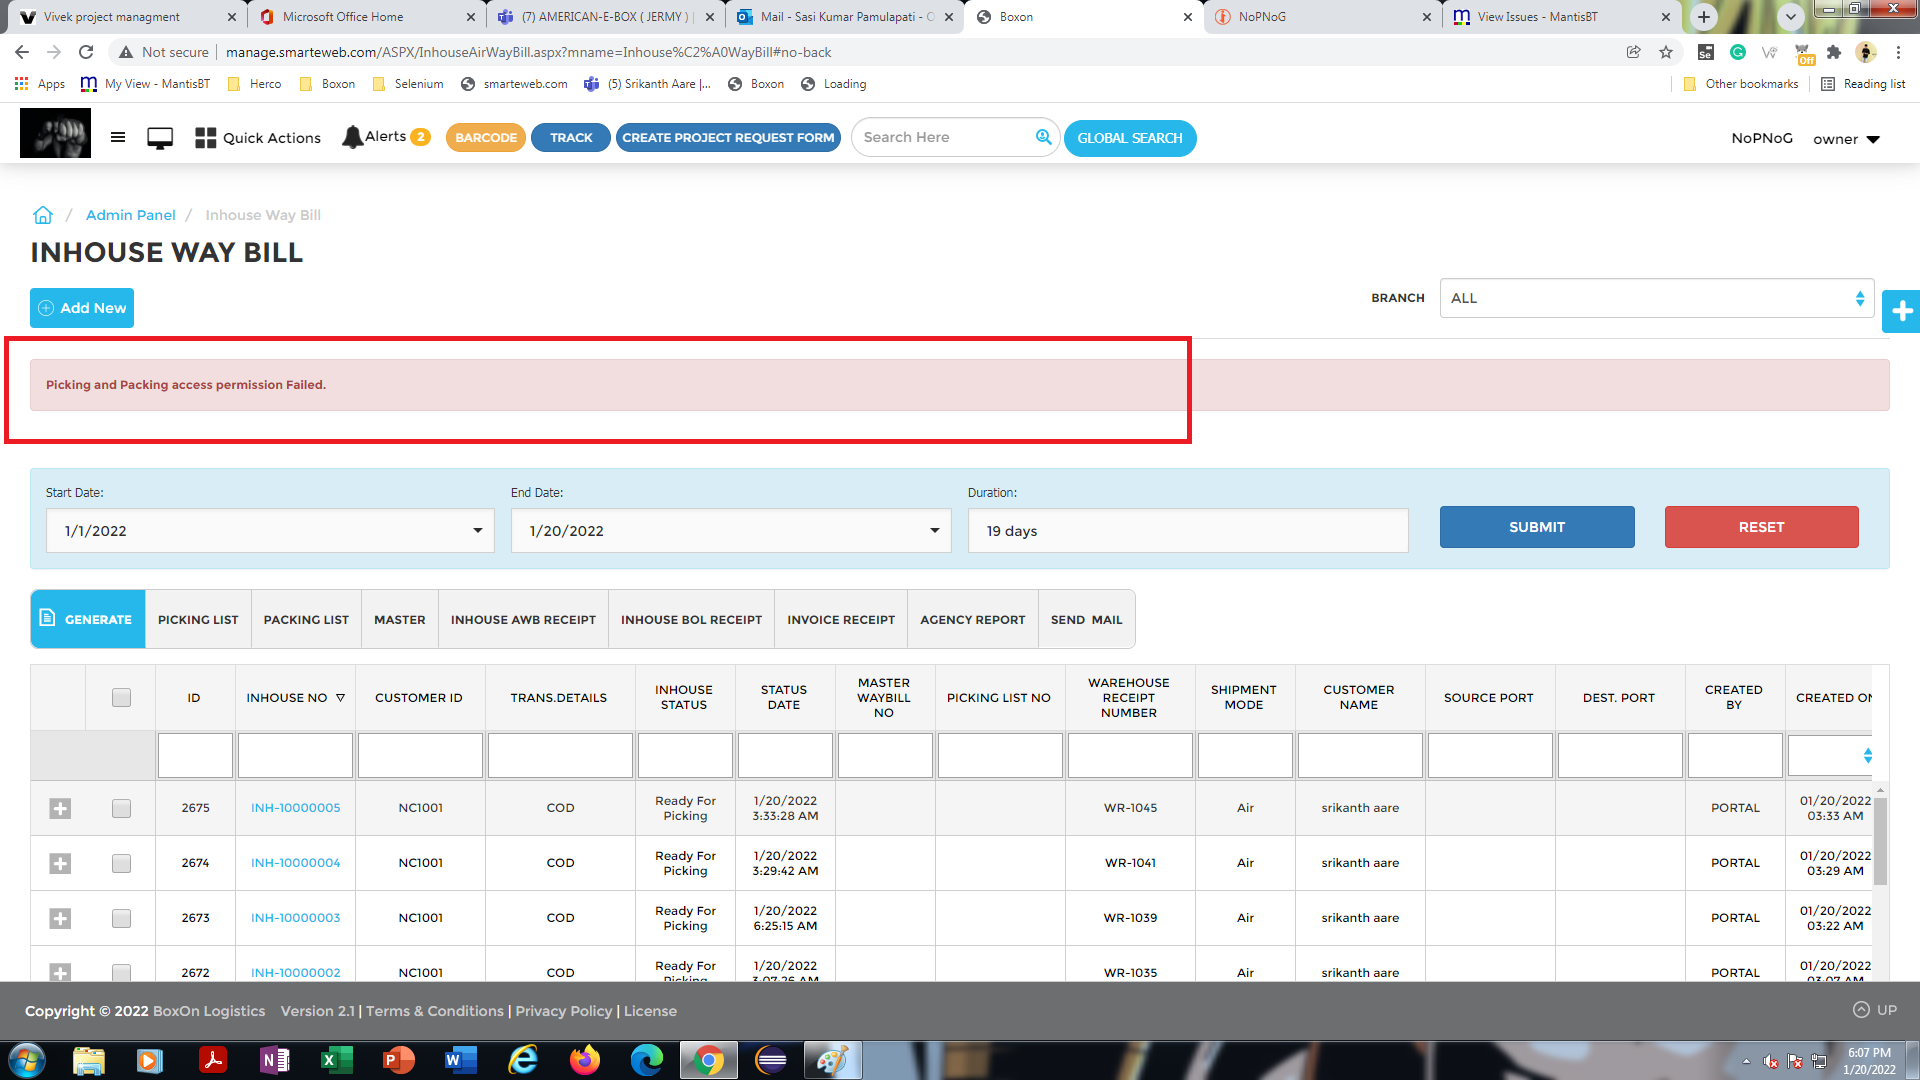 Vivek project managment
Microsoft Office Home
(7) AMERICAN-E-BOX ( JERMY ) |
Mail - Sasi Kumar Pamulapati - O
Boxon
NoPNoG
View Issues - MantisBT
Not secure
manage.smarteweb.com/ASPX/InhouseAirWayBill.aspx?mname=Inhouse%C2%A0WayBill#no-back
Off
Apps
My View - MantisBT
Herco
Boxon
Selenium
smarteweb.com
(5) Srikanth Aare |...
Boxon
Loading
Other bookmarks
Reading list
Quick Actions
Alerts 2
BARCODE
TRACK
CREATE PROJECT REQUEST FORM
Search Here
GLOBAL SEARCH
NoPNoG
owner
/ Admin Panel / Inhouse Way Bill
INHOUSE WAY BILL
Add New
BRANCH
ALL
Picking and Packing access permission Failed.
Start Date:
End Date:
Duration:
1/1/2022
1/20/2022
19 days
SUBMIT
RESET
GENERATE
PICKING LIST
PACKING LIST
MASTER
INHOUSE AWB RECEIPT
INHOUSE BOL RECEIPT
INVOICE RECEIPT
AGENCY REPORT
SEND MAIL
ID
INHOUSE NO
CUSTOMER ID
TRANS.DETAILS
INHOUSE
STATUS
STATUS
DATE
MASTER
WAYBILL
NO
PICKING LIST NO
WAREHOUSE
RECEIPT
NUMBER
SHIPMENT
MODE
CUSTOMER
NAME
SOURCE PORT
DEST. PORT
CREATED
BY
CREATED ON
2675
INH-10000005
NC1001
COD
Ready For
Picking
1/20/2022
3:33:28 AM
WR-1045
Air
srikanth aare
PORTAL
01/20/2022
03:33 AM
2674
INH-10000004
NC1001
COD
Ready For
Picking
1/20/2022
3:29:42 AM
WR-1041
Air
srikanth aare
PORTAL
01/20/2022
03:29 AM
2673
INH-10000003
NC1001
COD
Ready For
Picking
1/20/2022
6:25:15 AM
WR-1039
Air
srikanth aare
PORTAL
01/20/2022
03:22 AM
2672
INH-10000002
NC1001
COD
Ready For
Picking
1/20/2022
3:07:26 AM
WR-1035
Air
srikanth aare
PORTAL
01/20/2022
03:07 AM
Copyright © 2022 BoxOn Logistics Version 2.1 | Terms & Conditions | Privacy Policy | License
UP
6:07 PM
1/20/2022